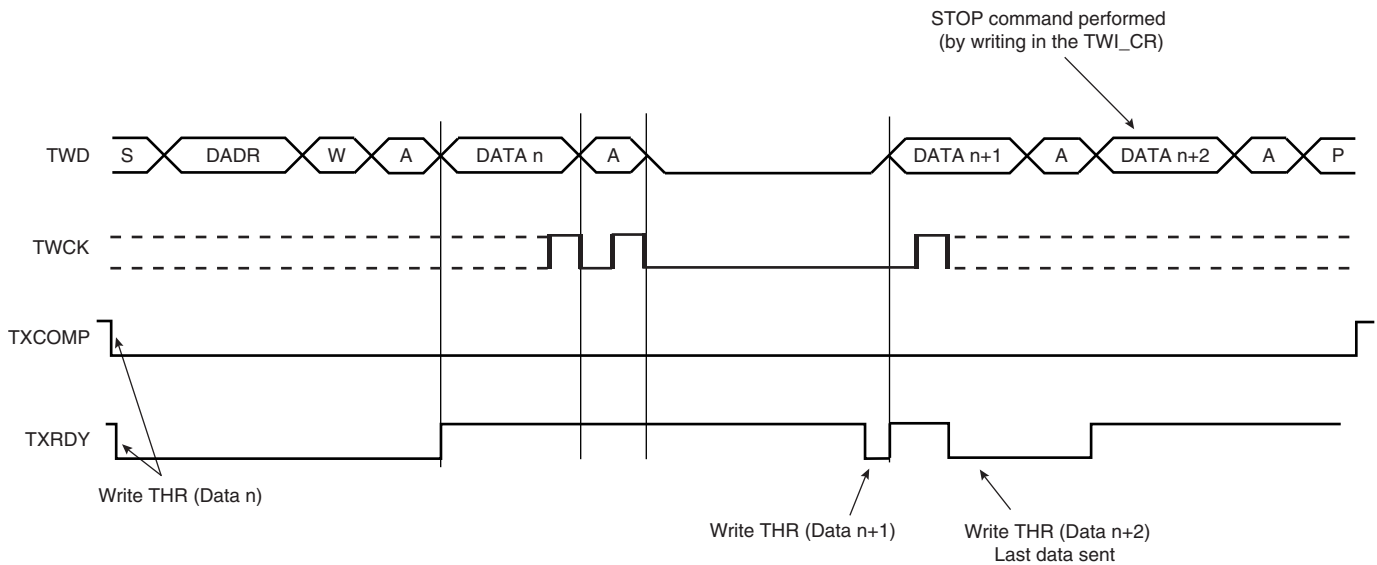 STOP command performed
(by writing in the TWI_CR)
TWD S DADR W A DATA n A DATA n+1 A DATA n+2 A P
TWCK
TXCOMP
TXRDY
Write THR (Data n)
Write THR (Data n+1)
Write THR (Data n+2)
Last data sent